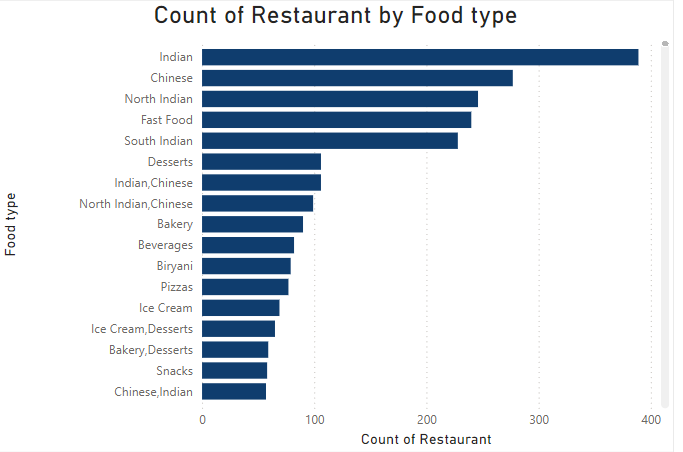 Count of Restaurant by Food type
Food type
Indian
Chinese
North Indian
Fast Food
South Indian
Desserts
Indian,Chinese
North Indian,Chinese
Bakery
Beverages
Biryani
Pizzas
Ice Cream
Ice Cream,Desserts
Bakery,Desserts
Snacks
Chinese,Indian
0 100 200 300 400
Count of Restaurant